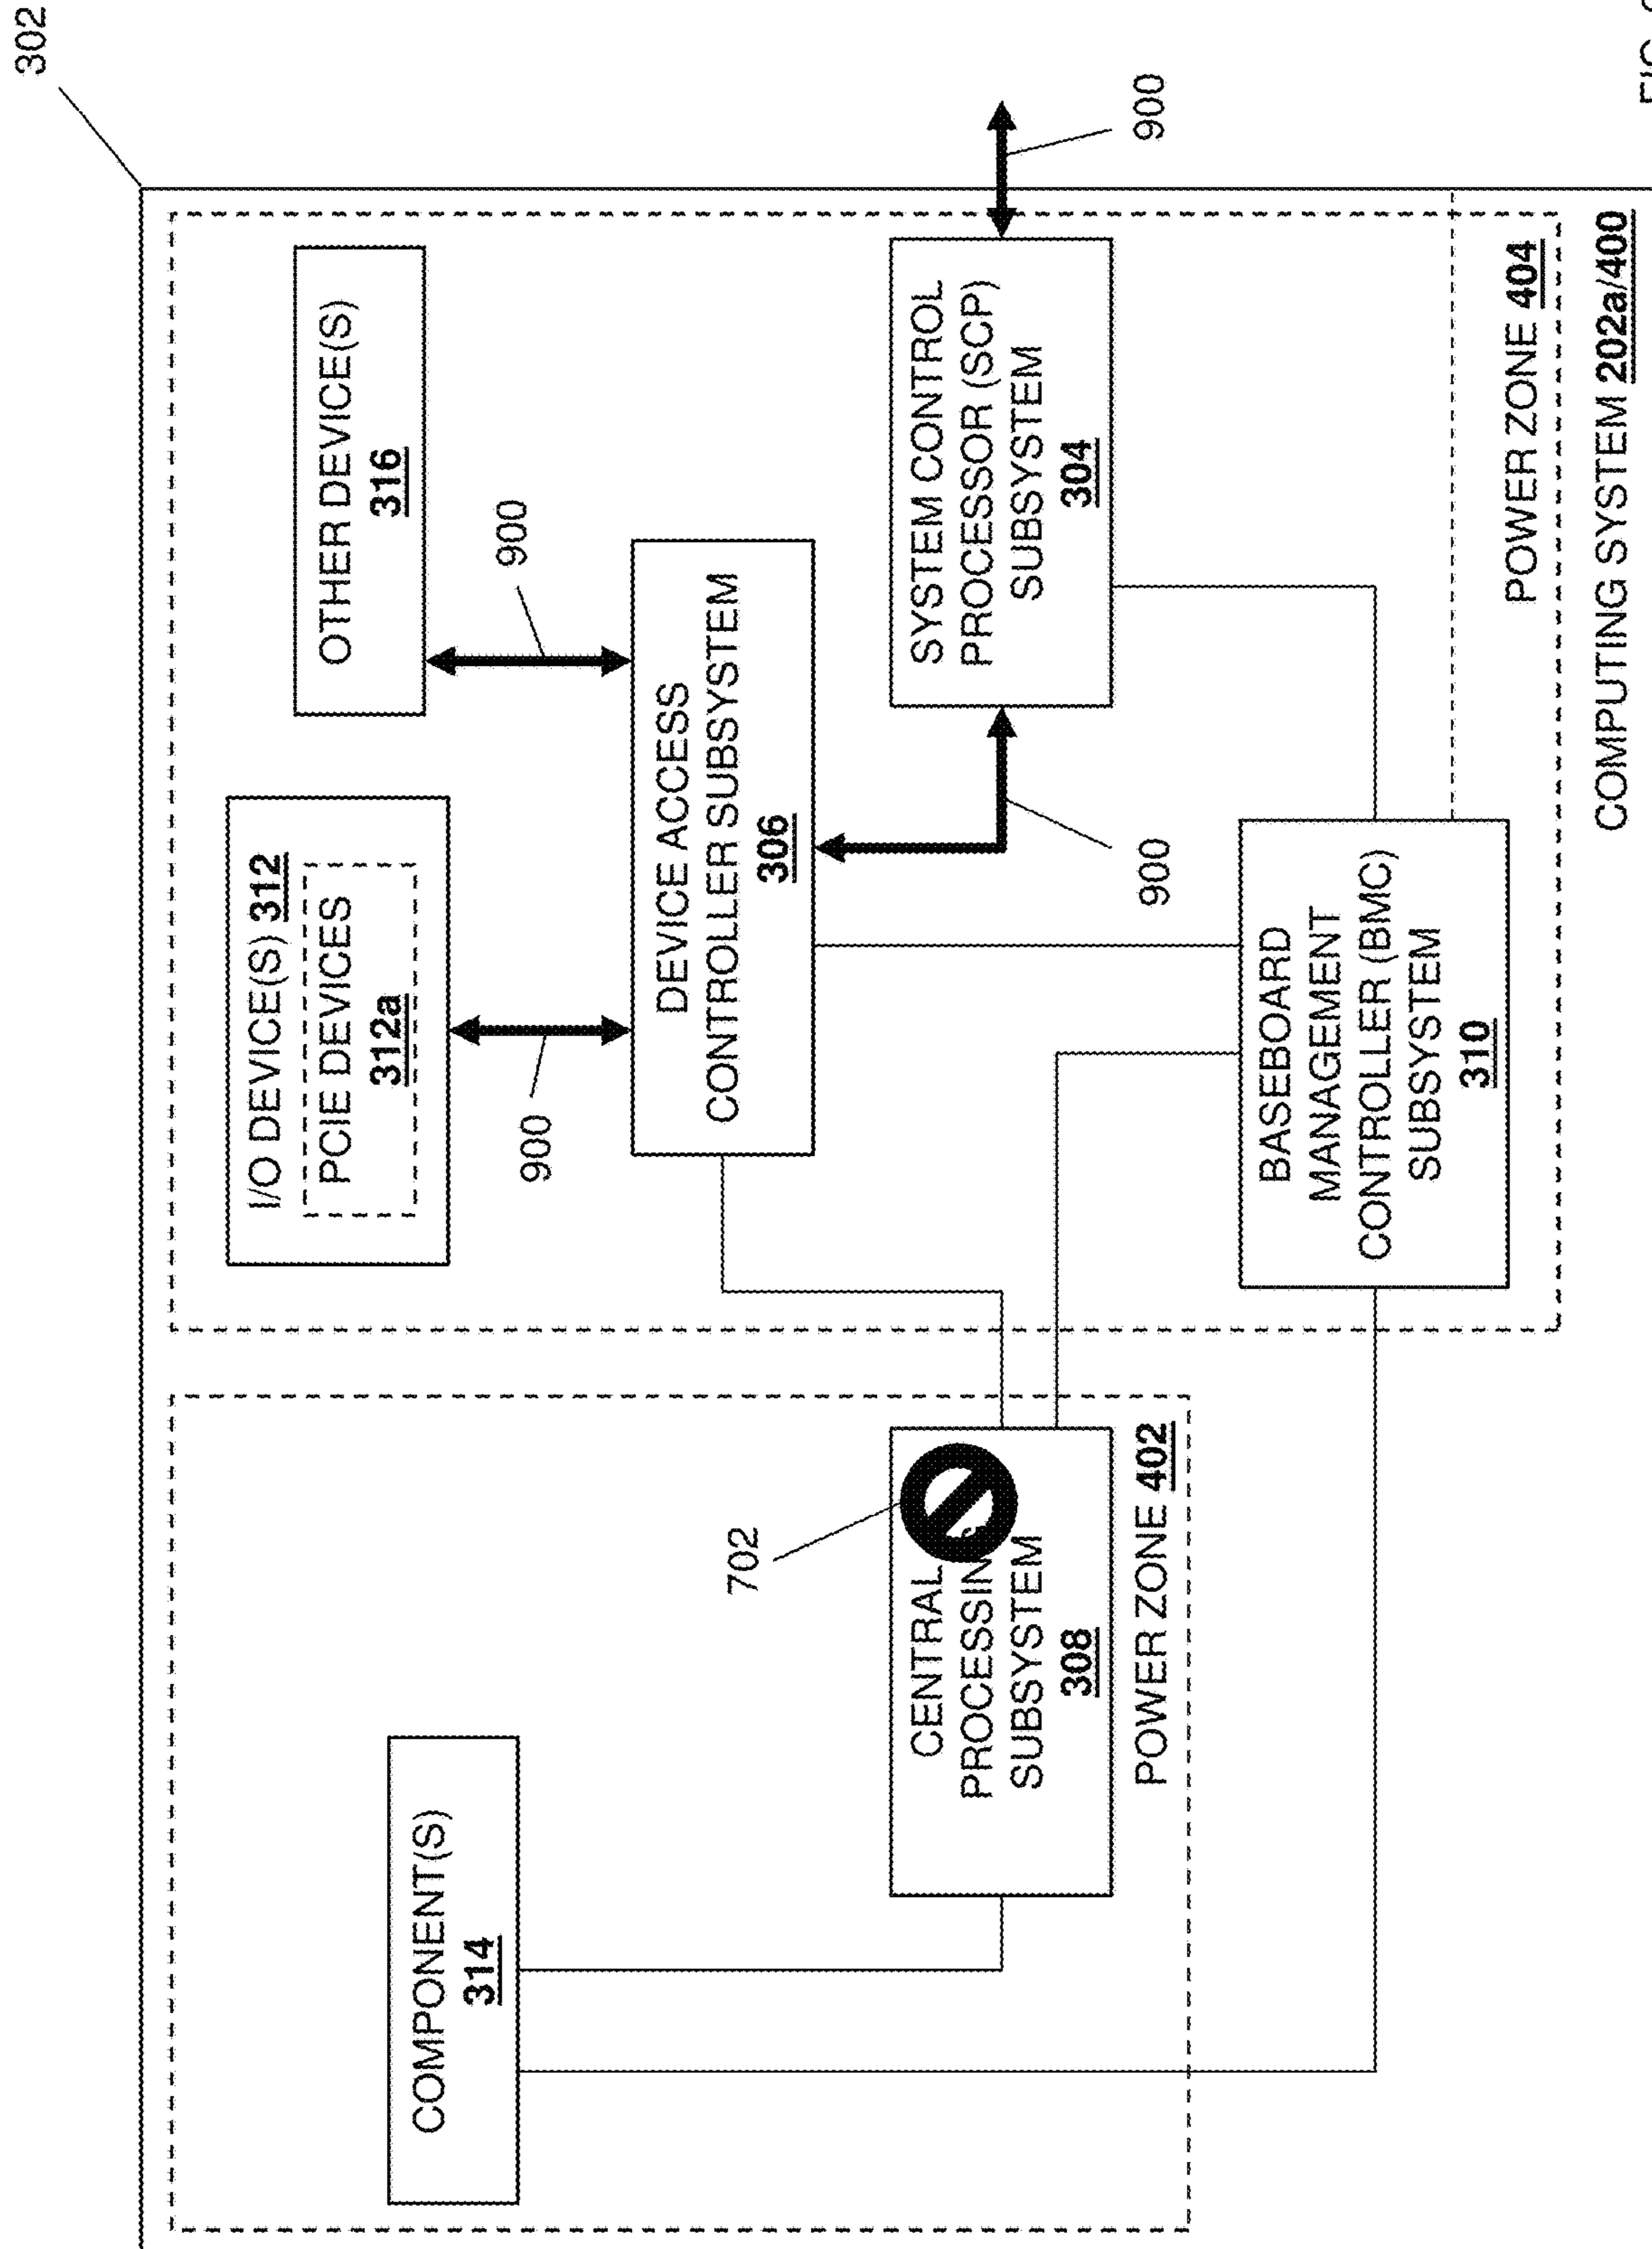 302
I/O DEVICE(S) 312
PCIE DEVICES
312a
OTHER DEVICE(S)
316
COMPONENT(S)
314
900
900
DEVICE ACCESS
CONTROLLER SUBSYSTEM
306
702
CENTRAL
PROCESSIN
SUBSYSTEM
308
SYSTEM CONTROL
PROCESSOR (SCP)
SUBSYSTEM
304
900
900
POWER ZONE 402
BASEBOARD
MANAGEMENT
CONTROLLER (BMC)
SUBSYSTEM
310
POWER ZONE 404
COMPUTING SYSTEM 202a/400
FIG.